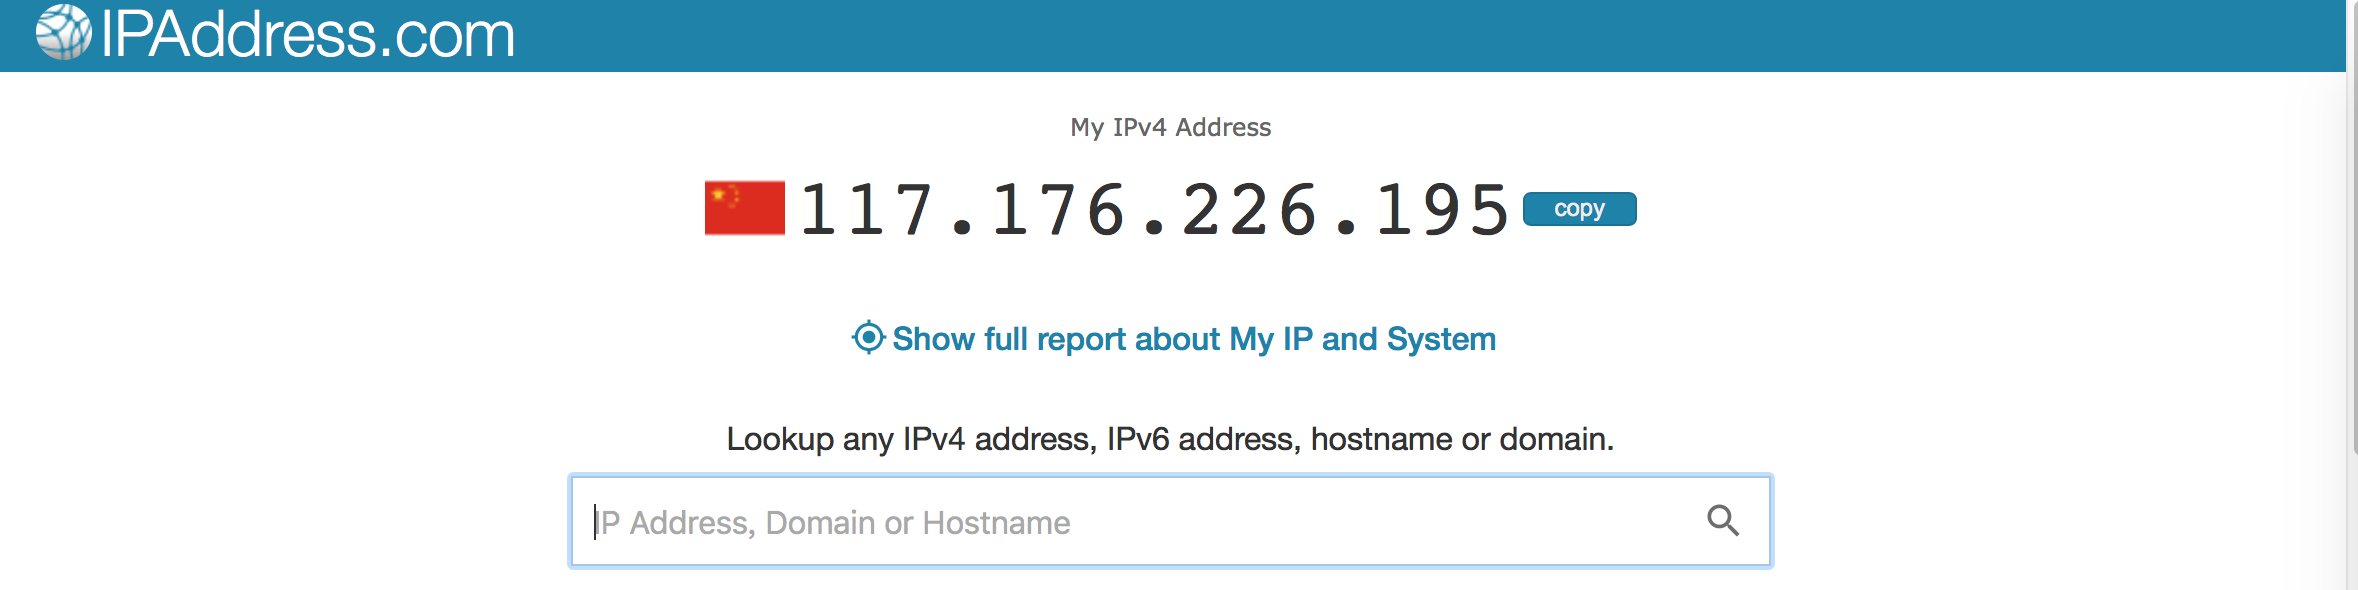 IPAddress.com
My IPv4 Address
117.176.226.195 copy
Show full report about My IP and System
Lookup any IPv4 address, IPv6 address, hostname or domain.
IP Address, Domain or Hostname